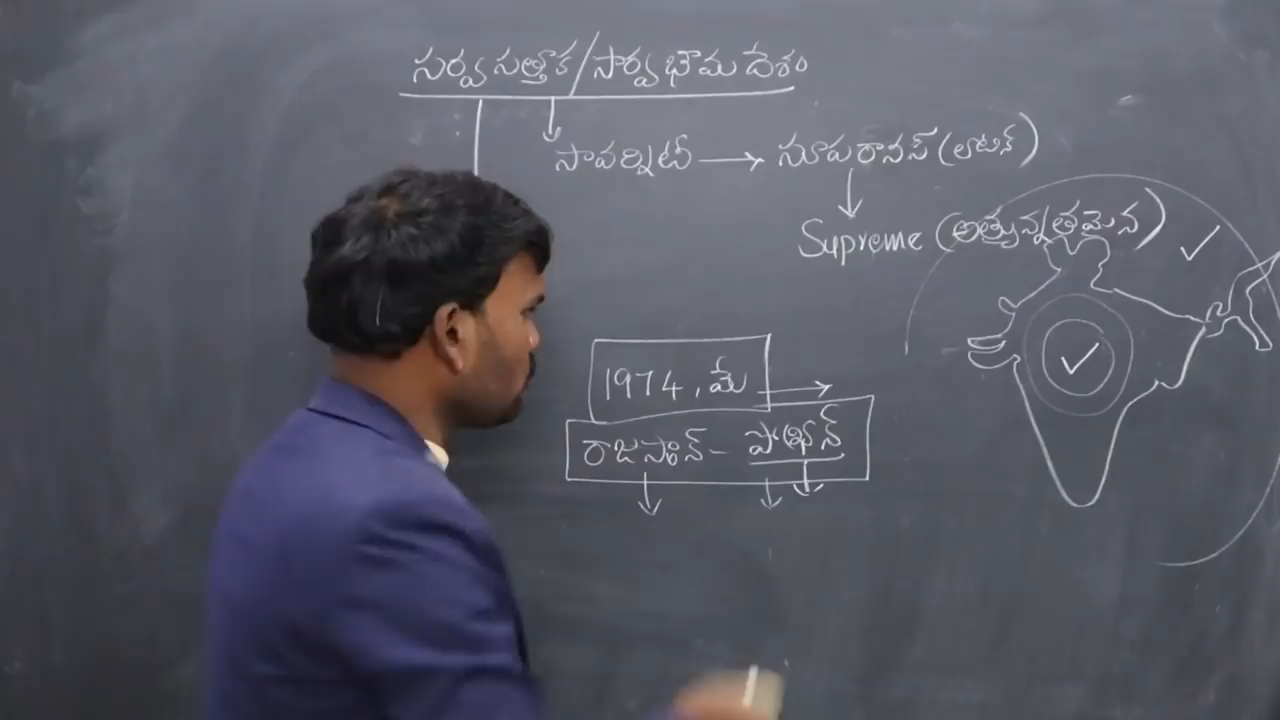 సర్వసత్తాక/సార్వభౌమ దేశం
సావర్నిటీ → సూపరానస్ (లాటిన్)
Supreme (అత్యున్నతమైన)
1974, మే
రాజస్థాన్ - పోఖ్రాన్